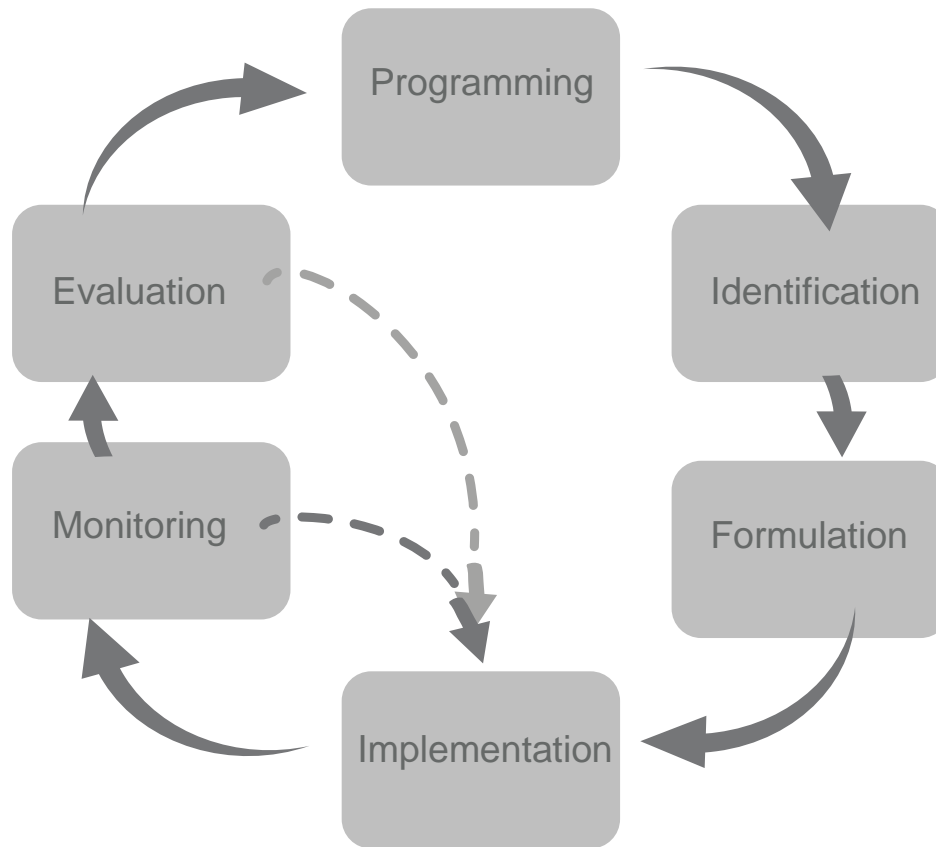 Programming
Identification
Formulation
Implementation
Monitoring
Evaluation